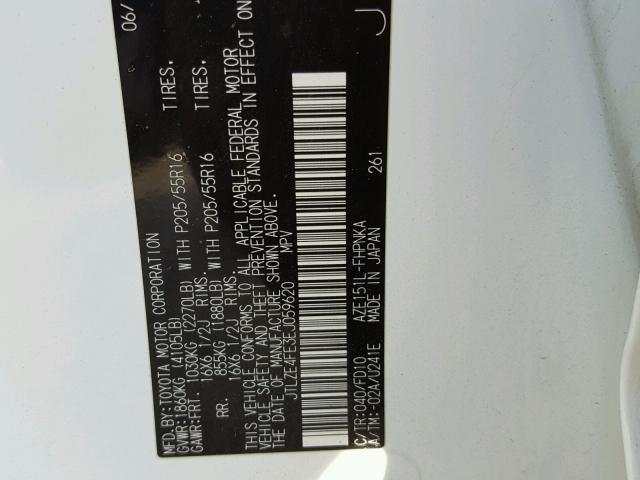 MFD.BY:TOYOTA MOTOR CORPORATION 06/
GVWR:1860KG (4105LB)
GAWR:FRT. 1030KG (2270LB) WITH P205/55R16 TIRES.
16X6 1/2J RIMS.
RR. 855KG (1880LB) WITH P205/55R16 TIRES.
16X6 1/2J RIMS.
THIS VEHICLE CONFORMS TO ALL APPLICABLE FEDERAL MOTOR
VEHICLE SAFETY AND THEFT PREVENTION STANDARDS IN EFFECT ON
THE DATE OF MANUFACTURE SHOWN ABOVE.
JTLZE4FE3EJ059620 MPV
C/TR:040/FD10 AZE151L-FHPNKA 261 J
A/TM:-02A/U241E MADE IN JAPAN